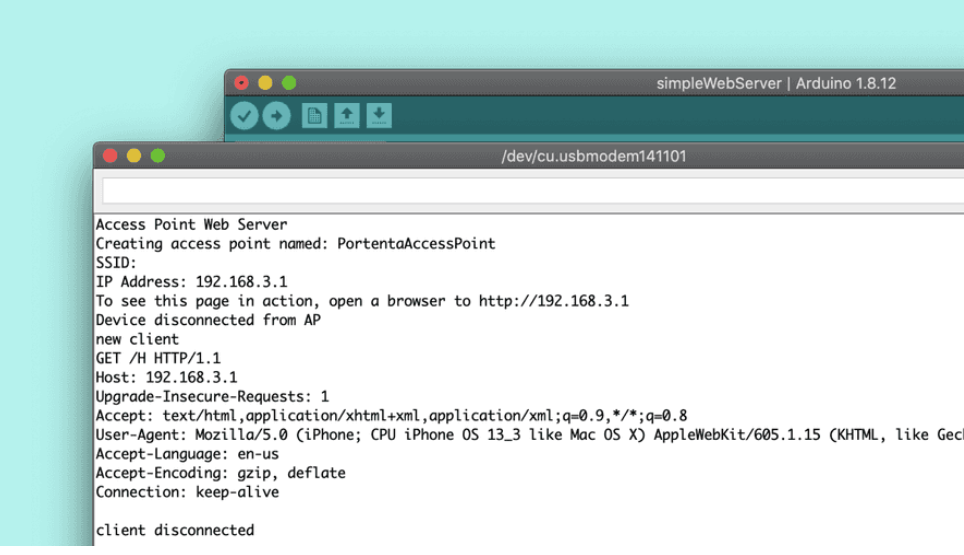 simpleWebServer | Arduino 1.8.12
/dev/cu.usbmodem141101
Access Point Web Server
Creating access point named: PortentaAccessPoint
SSID:
IP Address: 192.168.3.1
To see this page in action, open a browser to http://192.168.3.1
Device disconnected from AP
new client
GET /H HTTP/1.1
Host: 192.168.3.1
Upgrade-Insecure-Requests: 1
Accept: text/html,application/xhtml+xml,application/xml;q=0.9,*/*;q=0.8
User-Agent: Mozilla/5.0 (iPhone; CPU iPhone OS 13_3 like Mac OS X) AppleWebKit/605.1.15 (KHTML, like
Accept-Language: en-us
Accept-Encoding: gzip, deflate
Connection: keep-alive
client disconnected